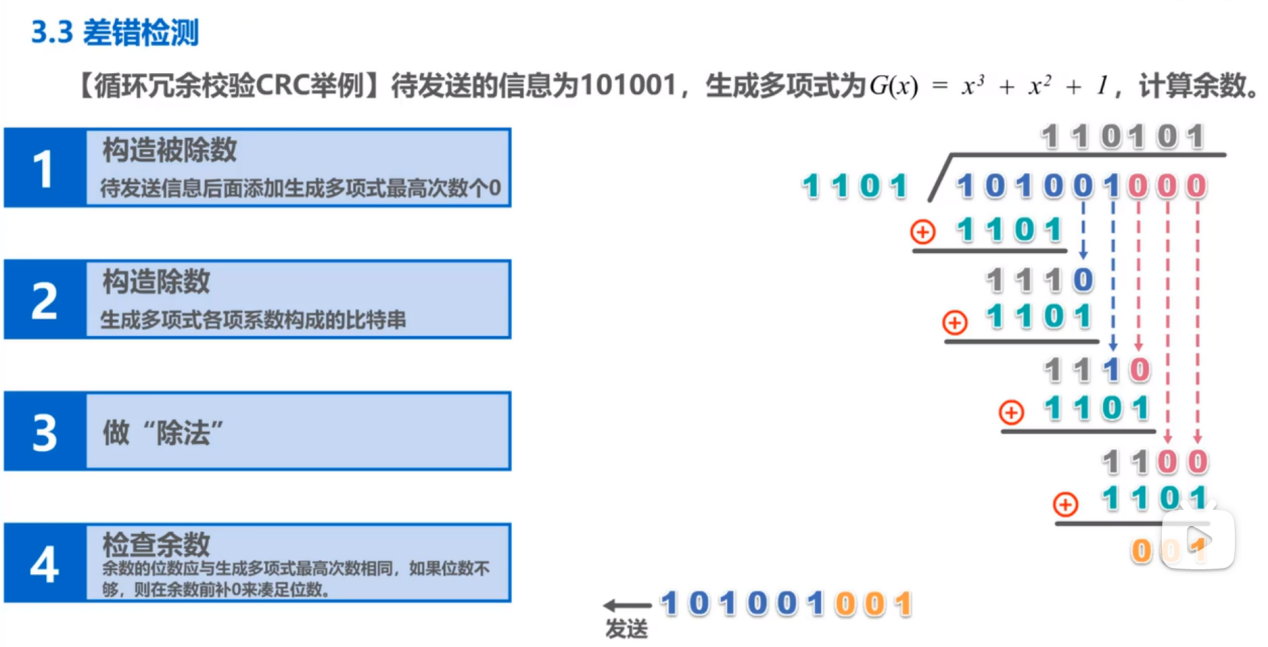 3.3 差错检测
【循环冗余校验CRC举例】待发送的信息为101001，生成多项式为G(x) = x³ + x² + 1，计算余数。
1
构造被除数
待发送信息后面添加生成多项式最高次数个0
2
构造除数
生成多项式各项系数构成的比特串
3
做“除法”
4
检查余数
余数的位数应与生成多项式最高次数相同，如果位数不
够，则在余数前补0来凑足位数。
110101
1101 101001000
1101
1110
1101
1110
1101
1100
1101
001
101001001
发送